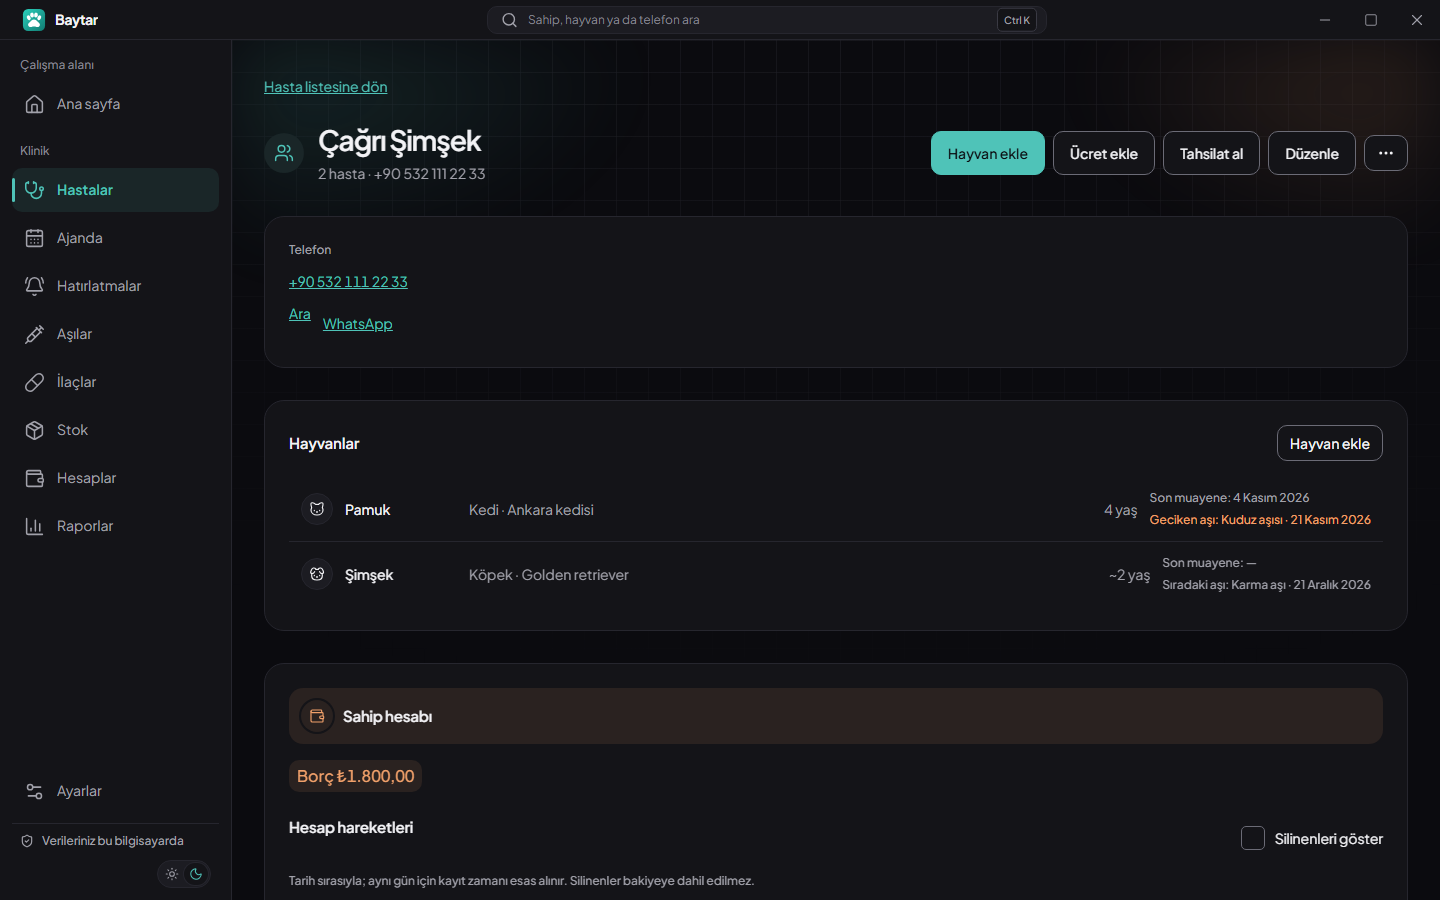 Baytar
Sahip, hayvan ya da telefon ara
Ctrl K
Çalışma alanı
Ana sayfa
Klinik
Hastalar
Ajanda
Hatırlatmalar
Aşılar
İlaçlar
Stok
Hesaplar
Raporlar
Ayarlar
Verileriniz bu bilgisayarda
Hasta listesine dön
Çağrı Şimşek
2 hasta · +90 532 111 22 33
Hayvan ekle
Ücret ekle
Tahsilat al
Düzenle
Telefon
+90 532 111 22 33
Ara
WhatsApp
Hayvanlar
Hayvan ekle
Pamuk
Kedi · Ankara kedisi
4 yaş
Son muayene: 4 Kasım 2026
Geciken aşı: Kuduz aşısı · 21 Kasım 2026
Şimşek
Köpek · Golden retriever
~2 yaş
Son muayene: —
Sıradaki aşı: Karma aşı · 21 Aralık 2026
Sahip hesabı
Borç ₺1.800,00
Hesap hareketleri
Silinenleri göster
Tarih sırasıyla; aynı gün için kayıt zamanı esas alınır. Silinenler bakiyeye dahil edilmez.